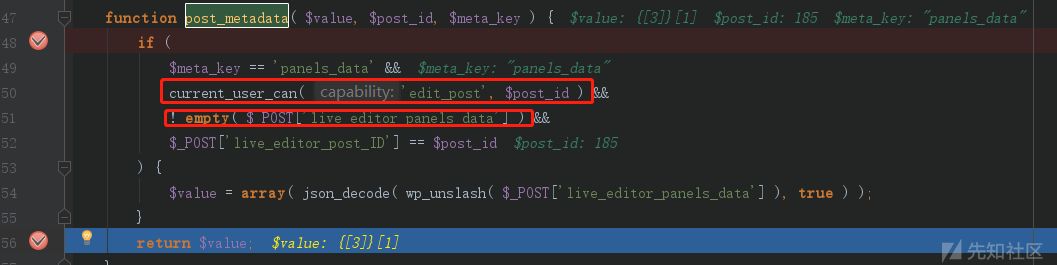 47 function post_metadata( $value, $post_id, $meta_key ) { $value: {[3]}[1] $post_id: 185 $meta_key: "panels_data"
48 if (
49 $meta_key == 'panels_data' && $meta_key: "panels_data"
50 current_user_can( capability: 'edit_post', $post_id ) &&
51 ! empty( $_POST['live_editor_panels_data'] ) &&
52 $_POST['live_editor_post_ID'] == $post_id $post_id: 185
53 ) {
54 $value = array( json_decode( wp_unslash( $_POST['live_editor_panels_data'] ), true ) );
55 }
56 return $value; $value: {[3]}[1]
}
先知社区